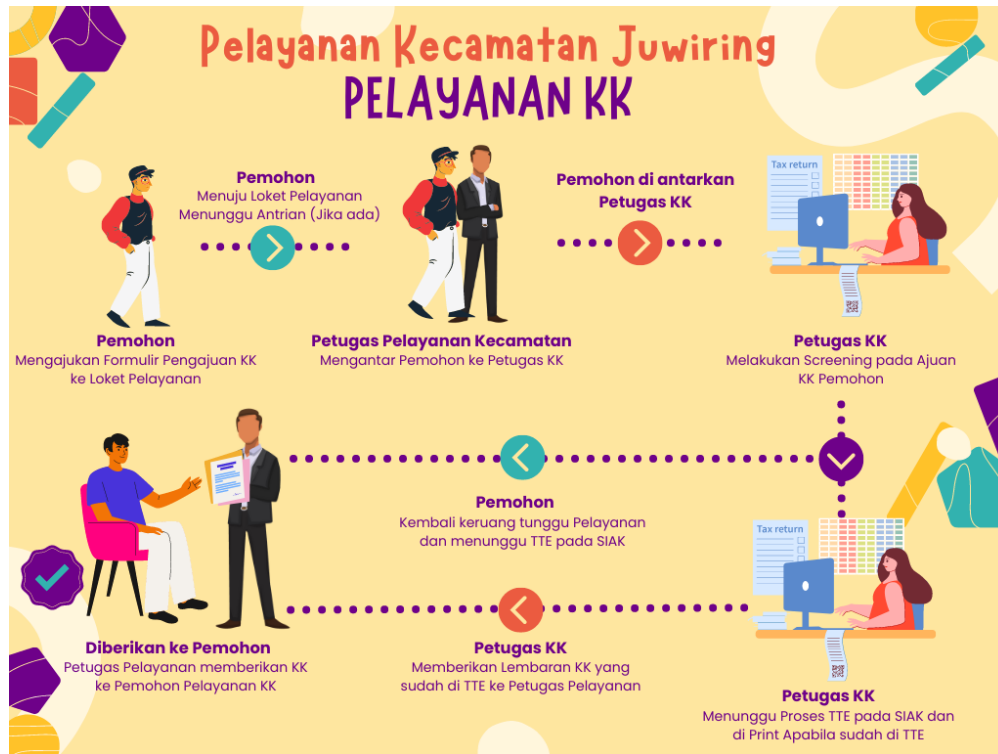 Pelayanan Kecamatan Juwiring
PELAYANAN KK
Pemohon
Menuju Loket Pelayanan
Menunggu Antrian (Jika ada)
Pemohon di antarkan
Petugas KK
Tax return
Pemohon
Mengajukan Formulir Pengajuan KK
ke Loket Pelayanan
Petugas Pelayanan Kecamatan
Mengantar Pemohon ke Petugas KK
Petugas KK
Melakukan Screening pada Ajuan
KK Pemohon
Pemohon
Kembali keruang tunggu Pelayanan
dan menunggu TTE pada SIAK
Tax return
Diberikan ke Pemohon
Petugas Pelayanan memberikan KK
ke Pemohon Pelayanan KK
Petugas KK
Memberikan Lembaran KK yang
sudah di TTE ke Petugas Pelayanan
Petugas KK
Menunggu Proses TTE pada SIAK dan
di Print Apabila sudah di TTE